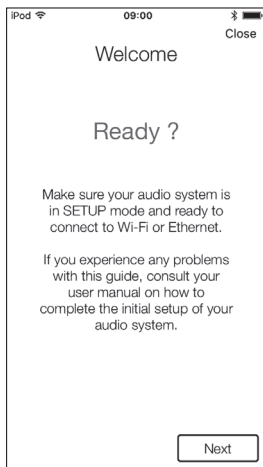 iPod 09:00
Close
Welcome
Ready ?
Make sure your audio system is
in SETUP mode and ready to
connect to Wi-Fi or Ethernet.
If you experience any problems
with this guide, consult your
user manual on how to
complete the initial setup of your
audio system.
Next